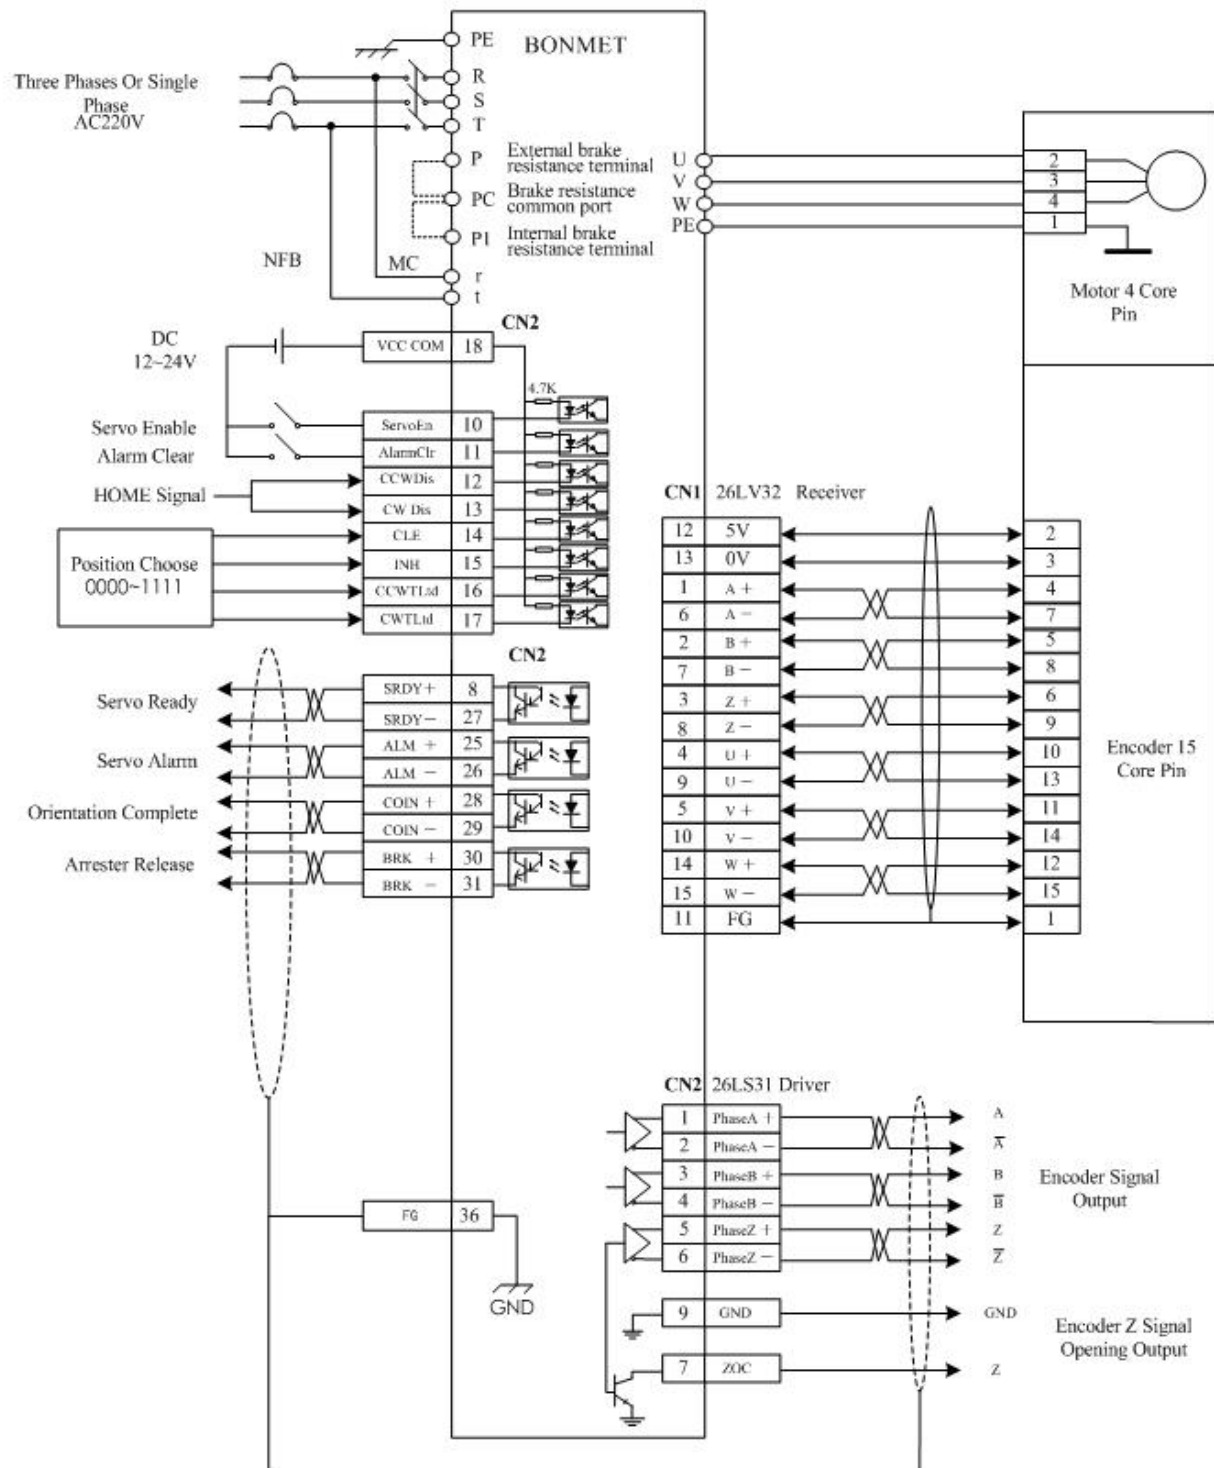 BONMET
PE
R
S
T
Three Phases Or Single
Phase
AC220V
P
External brake
resistance terminal
PC
Brake resistance
common port
P1
Internal brake
resistance terminal
NFB
MC
r
t
U
V
W
PE
2
3
4
1
Motor 4 Core
Pin
CN2
DC
12~24V
VCC COM 18
4.7K
Servo Enable
ServoEn 10
Alarm Clear
AlarmClr 11
HOME Signal
CCWDis 12
CW Dis 13
Position Choose
0000~1111
CLE 14
INH 15
CCWTLtd 16
CWTLtd 17
CN2
Servo Ready
SRDY+ 8
SRDY− 27
Servo Alarm
ALM + 25
ALM − 26
Orientation Complete
COIN + 28
COIN − 29
Arrester Release
BRK + 30
BRK − 31
FG 36
GND
CN1 26LV32 Receiver
12 5V 2
13 0V 3
1 A+ 4
6 A− 7
2 B+ 5
7 B− 8
3 Z+ 6
8 Z− 9
4 U+ 10
9 U− 13
5 V+ 11
10 V− 14
14 W+ 12
15 W− 15
11 FG 1
Encoder 15
Core Pin
CN2 26LS31 Driver
1 PhaseA + A
2 PhaseA − A̅
3 PhaseB + B
4 PhaseB − B̅
5 PhaseZ + Z
6 PhaseZ − Z̅
Encoder Signal
Output
9 GND GND
7 ZOC Z
Encoder Z Signal
Opening Output